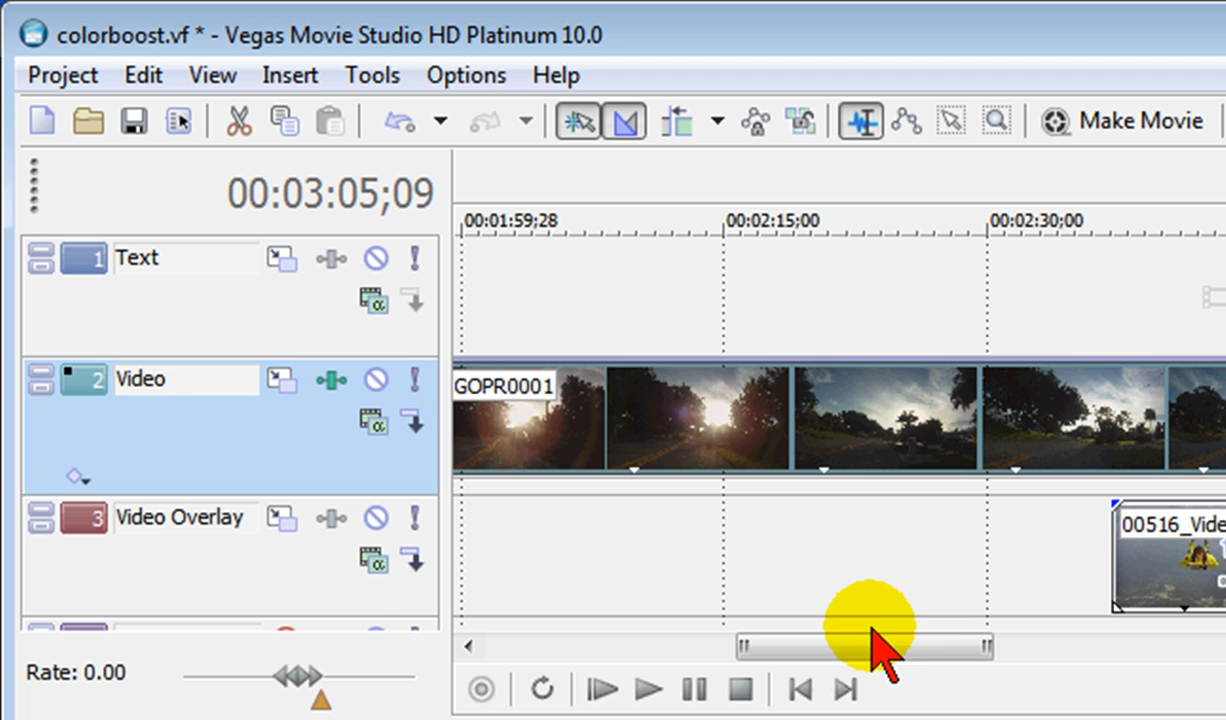 colorboost.vf * - Vegas Movie Studio HD Platinum 10.0
Project Edit View Insert Tools Options Help
Make Movie
00:03:05;09
00:01:59;28 00:02:15;00 00:02:30;00
1 Text
2 Video
GOPR0001
3 Video Overlay
00516_Vide
Rate: 0.00